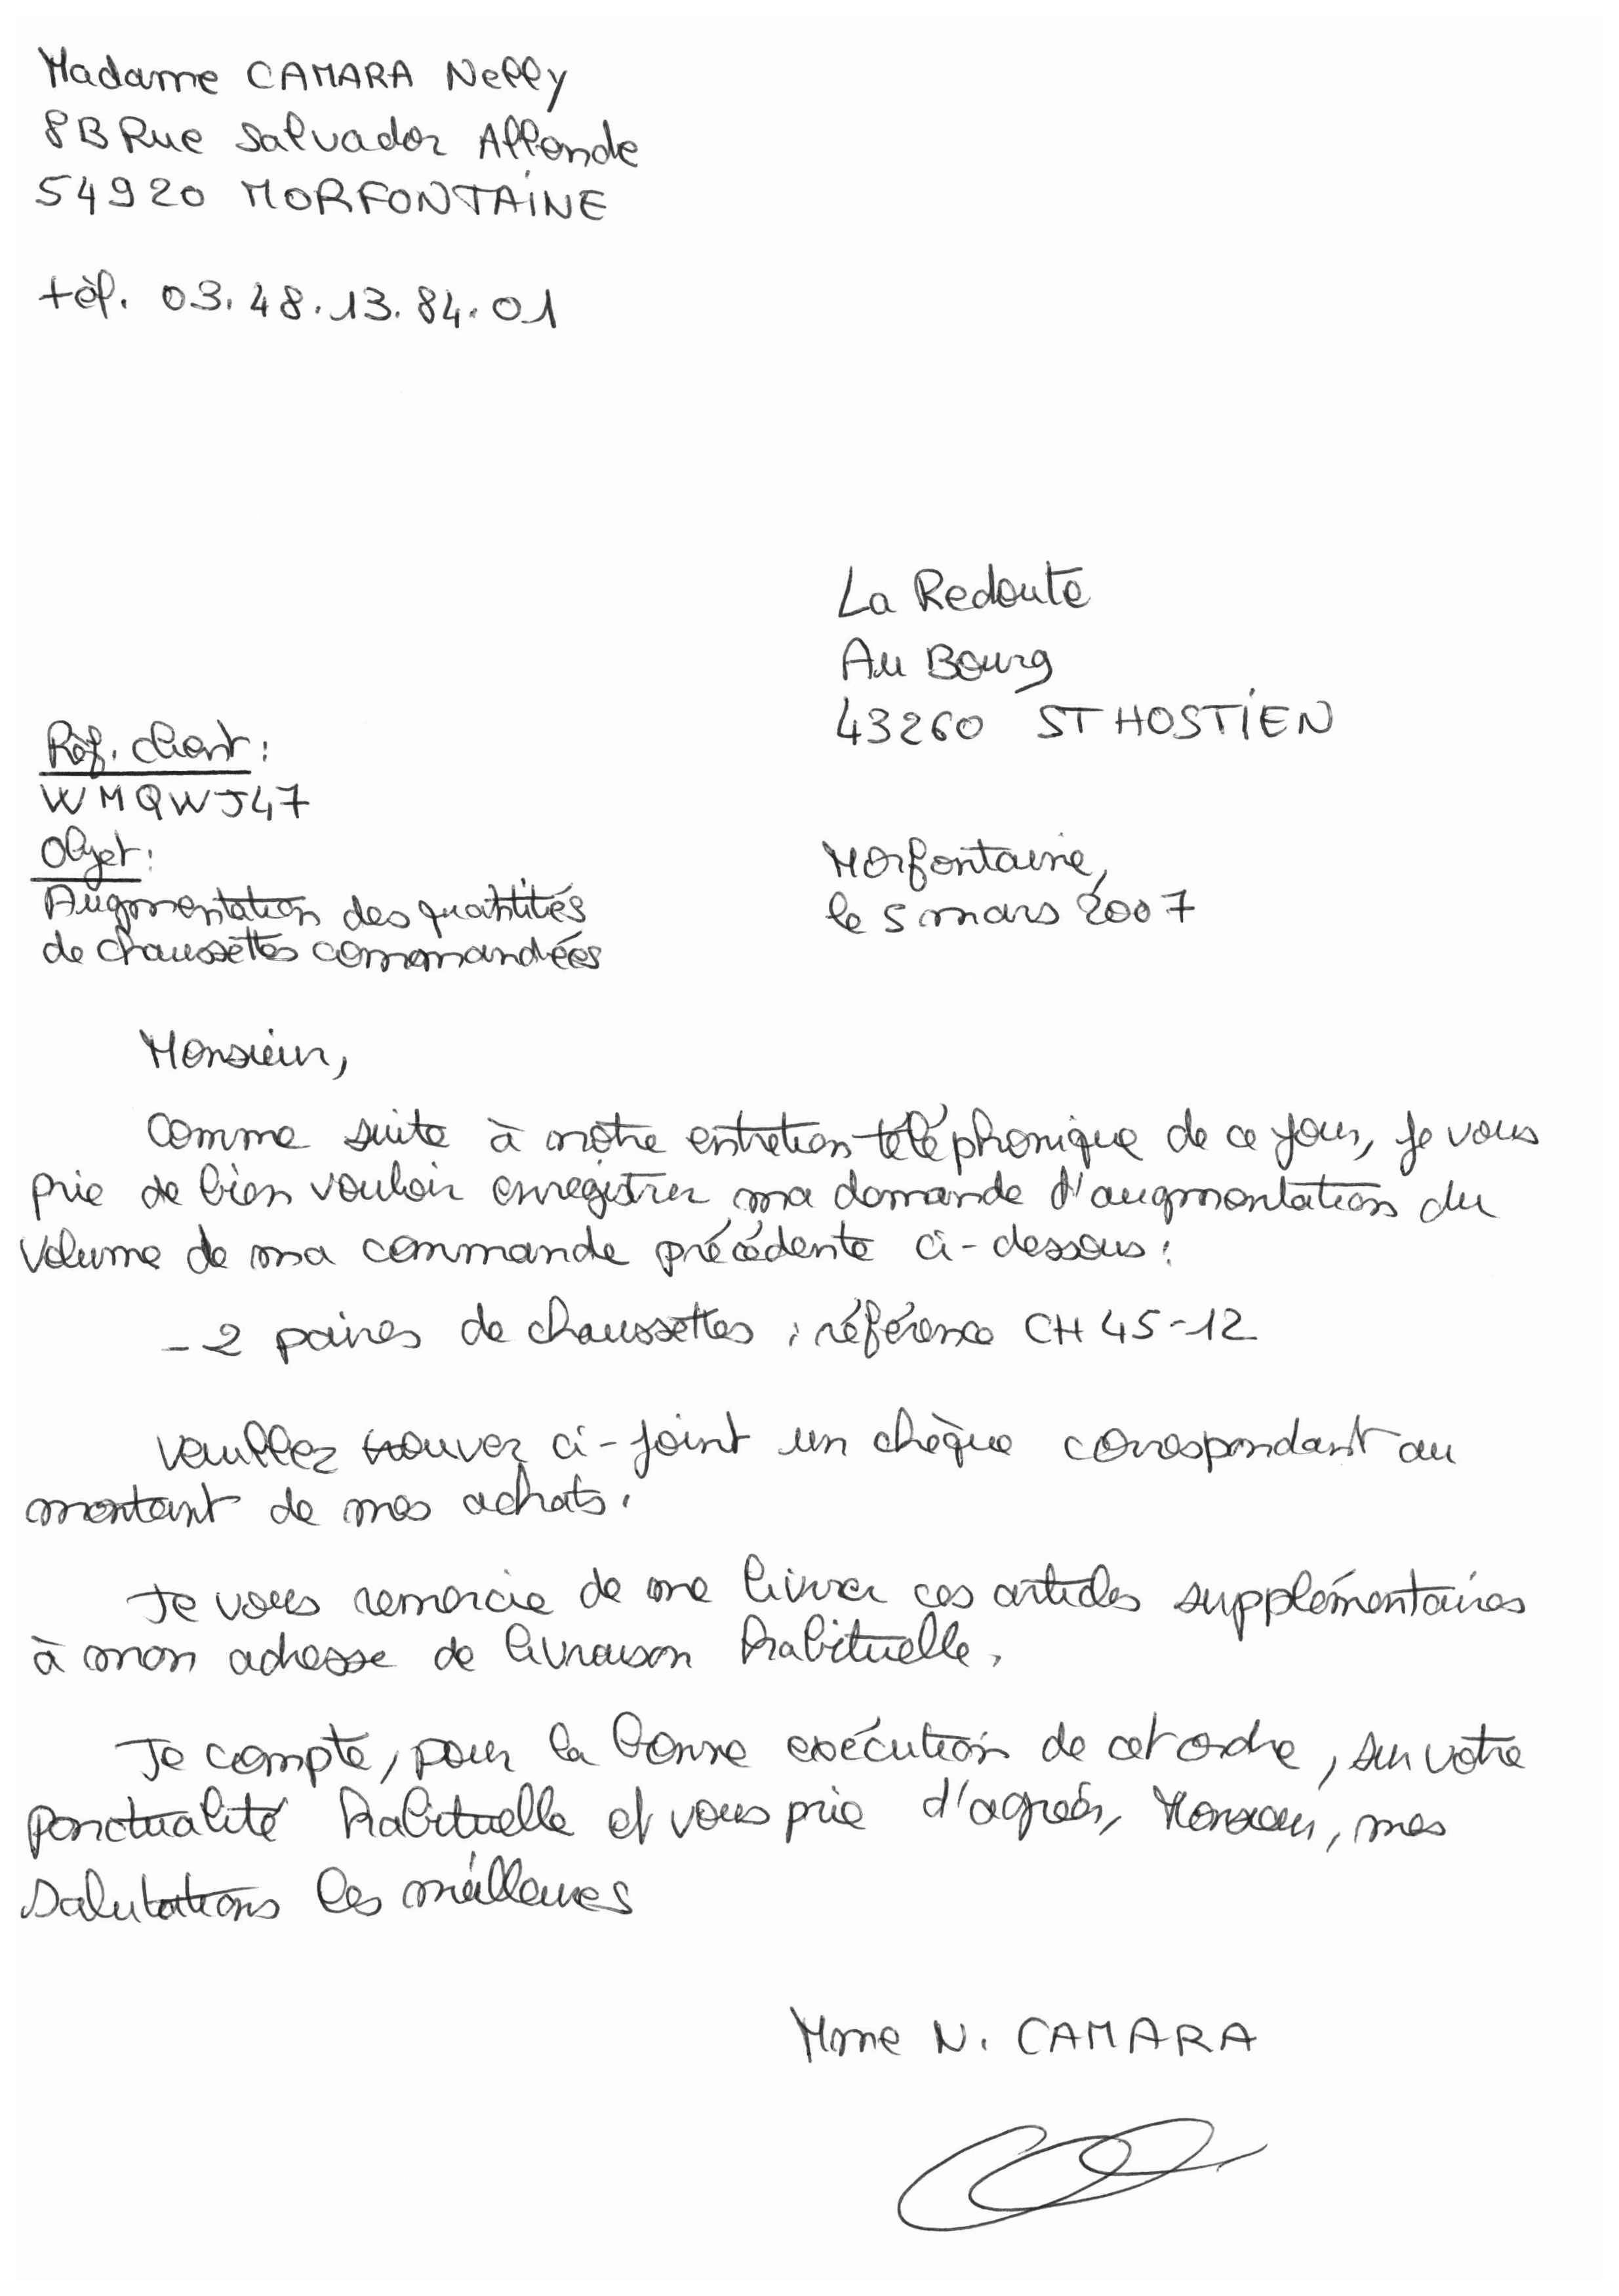 Madame CAMARA Nelly
8B Rue Salvador Allende
54920 MORFONTAINE
tél. 03.48.13.84.01
La Redoute
Au Bourg
43260 ST HOSTIEN
Réf. client :
WMQWJ47
Objet :
Augmentation des quantités
de chaussettes commandées
Morfontaine,
le 5 mars 2007
Monsieur,
Comme suite à notre entretien téléphonique de ce jour, je vous
prie de bien vouloir enregistrer ma demande d'augmentation du
volume de ma commande précédente ci-dessous :
- 2 paires de chaussettes : référence CH 45-12
Veuillez trouver ci-joint un chèque correspondant au
montant de mes achats.
Je vous remercie de me livrer ces articles supplémentaires
à mon adresse de livraison habituelle.
Je compte, pour la bonne exécution de cet ordre, sur votre
ponctualité habituelle et vous prie d'agréer, Monsieur, mes
salutations les meilleures
Mme N. CAMARA